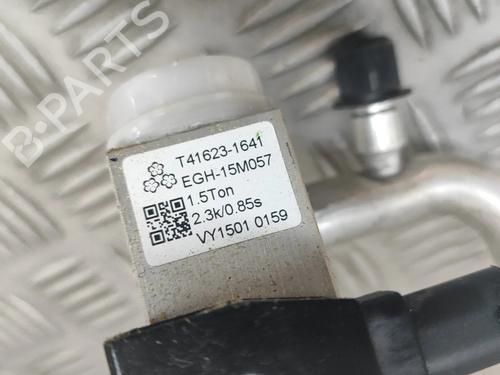 B-PARTS
T41623-1641
EGH-15M057
1.5Ton
2.3k/0.85s
VY1501 0159